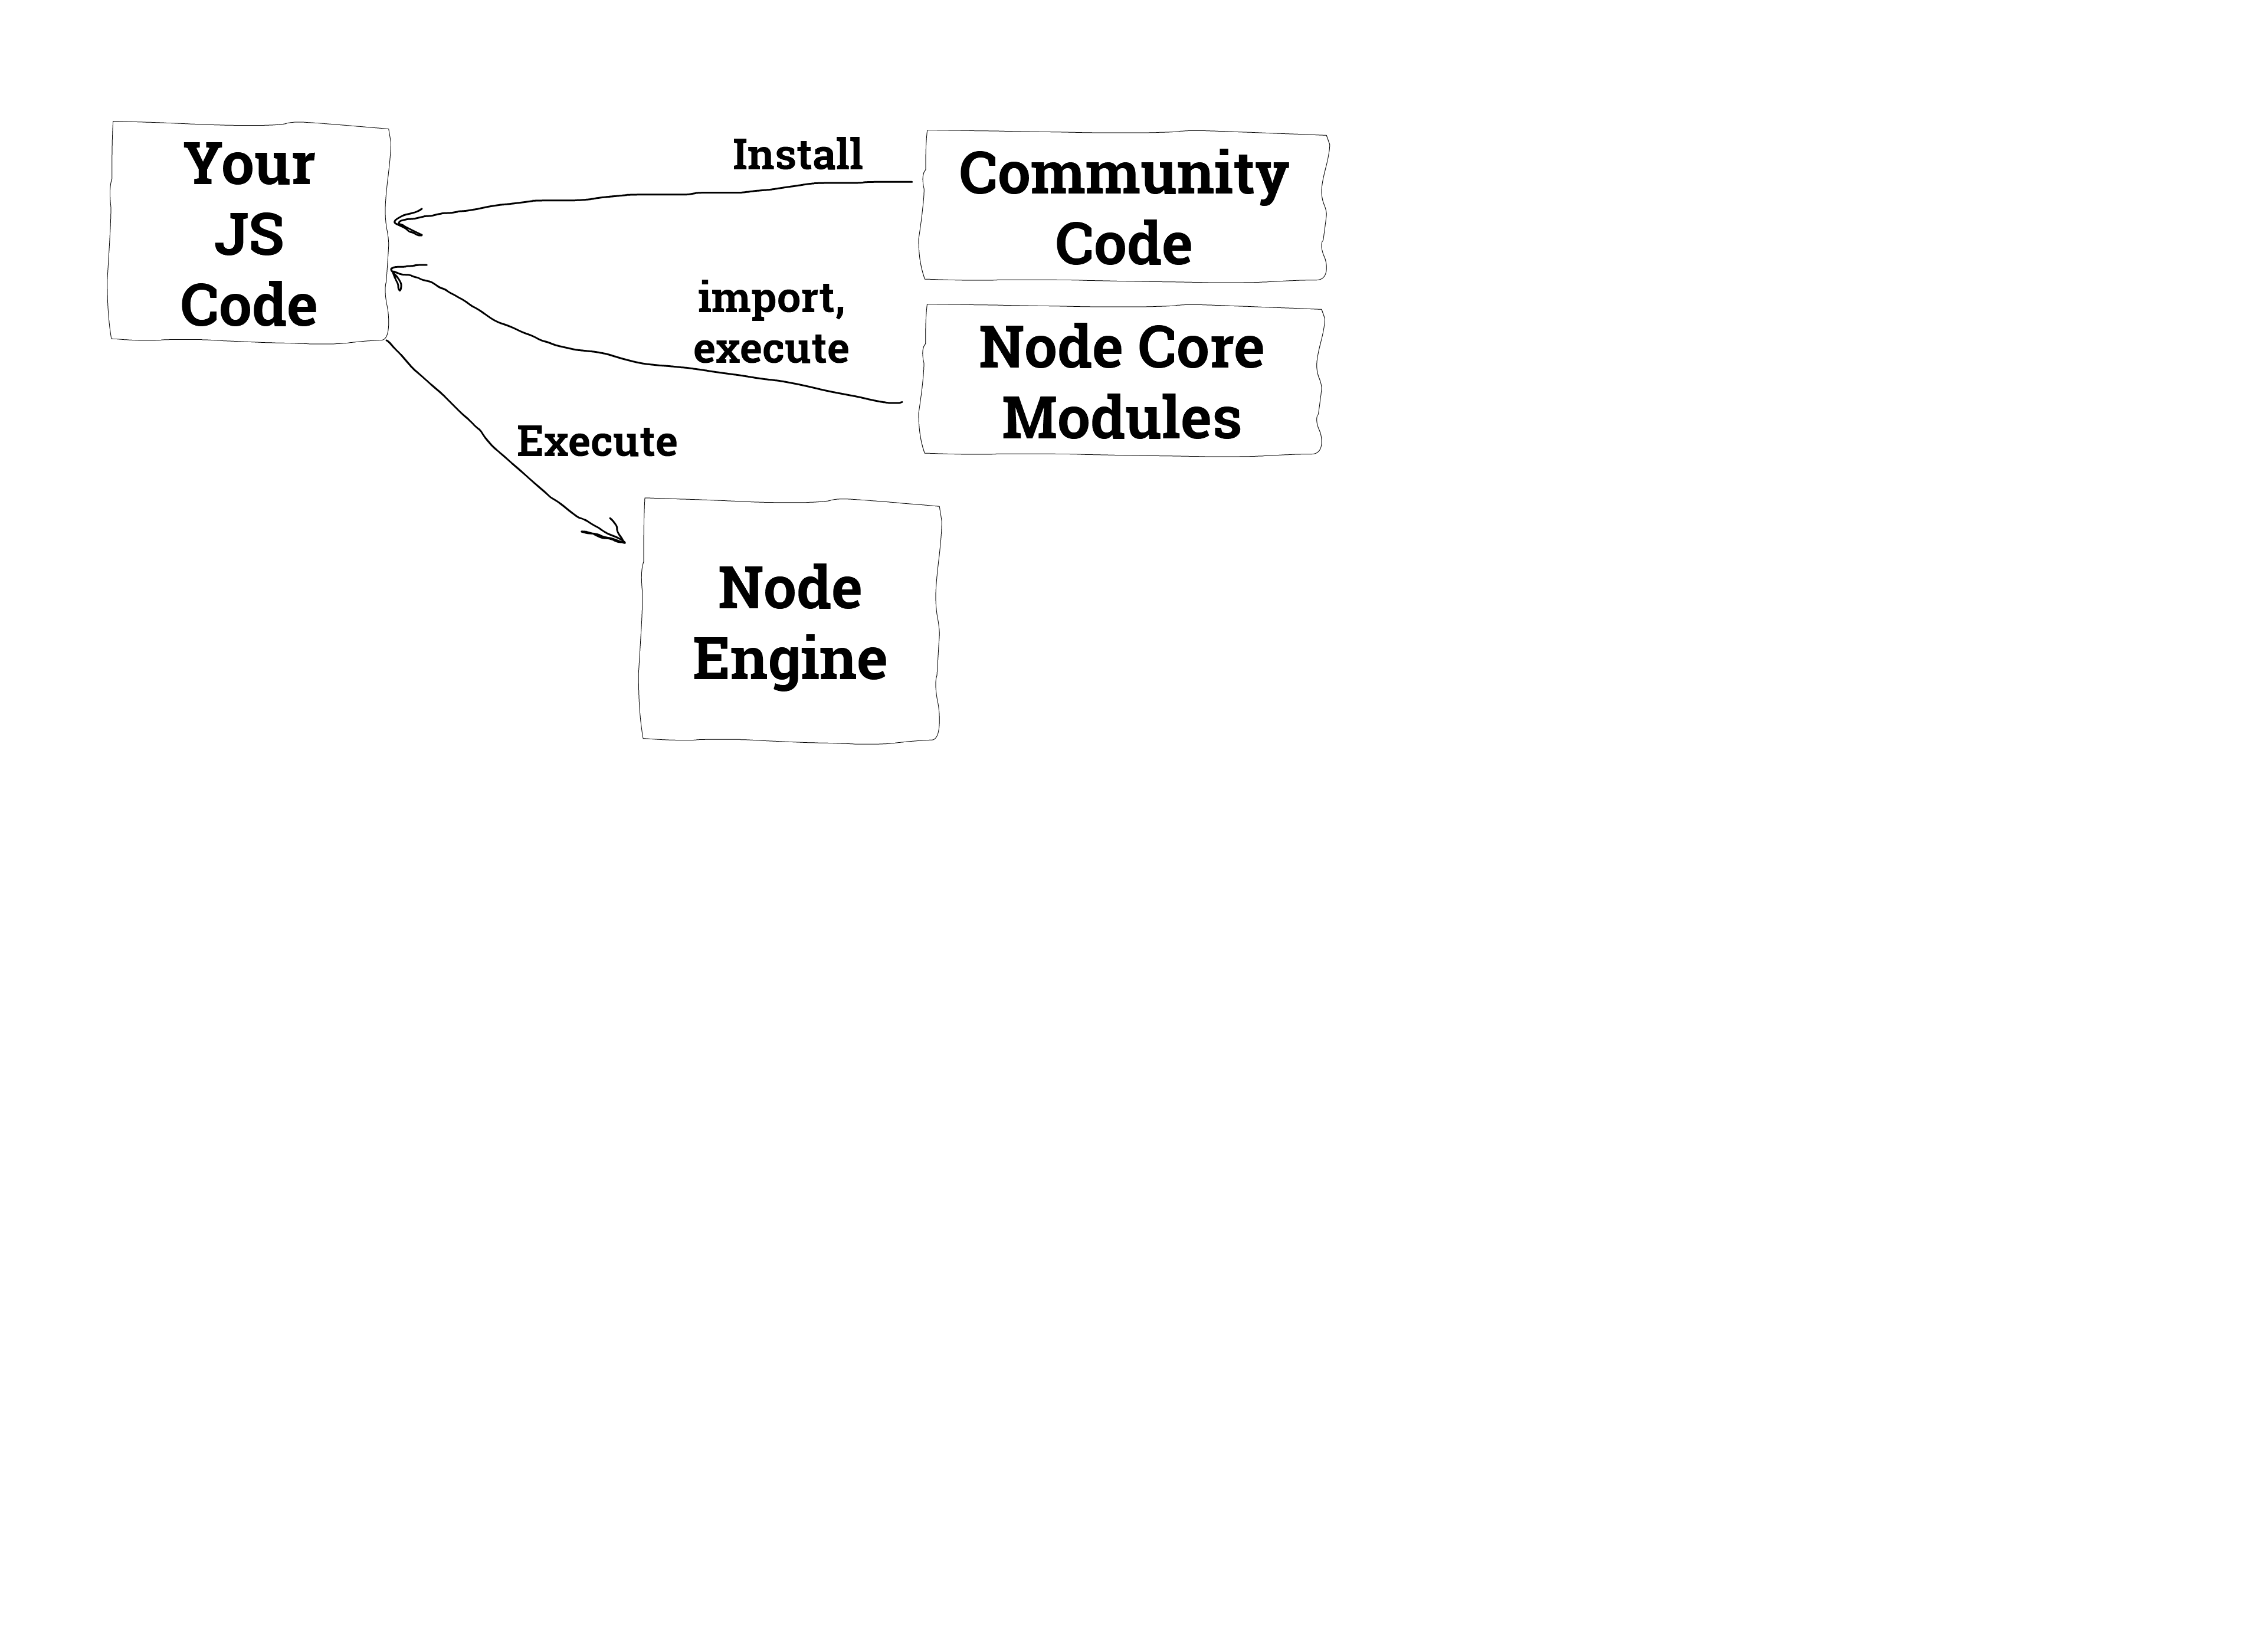 Your
JS
Code
Install
Community
Code
import,
execute
Node Core
Modules
Execute
Node
Engine